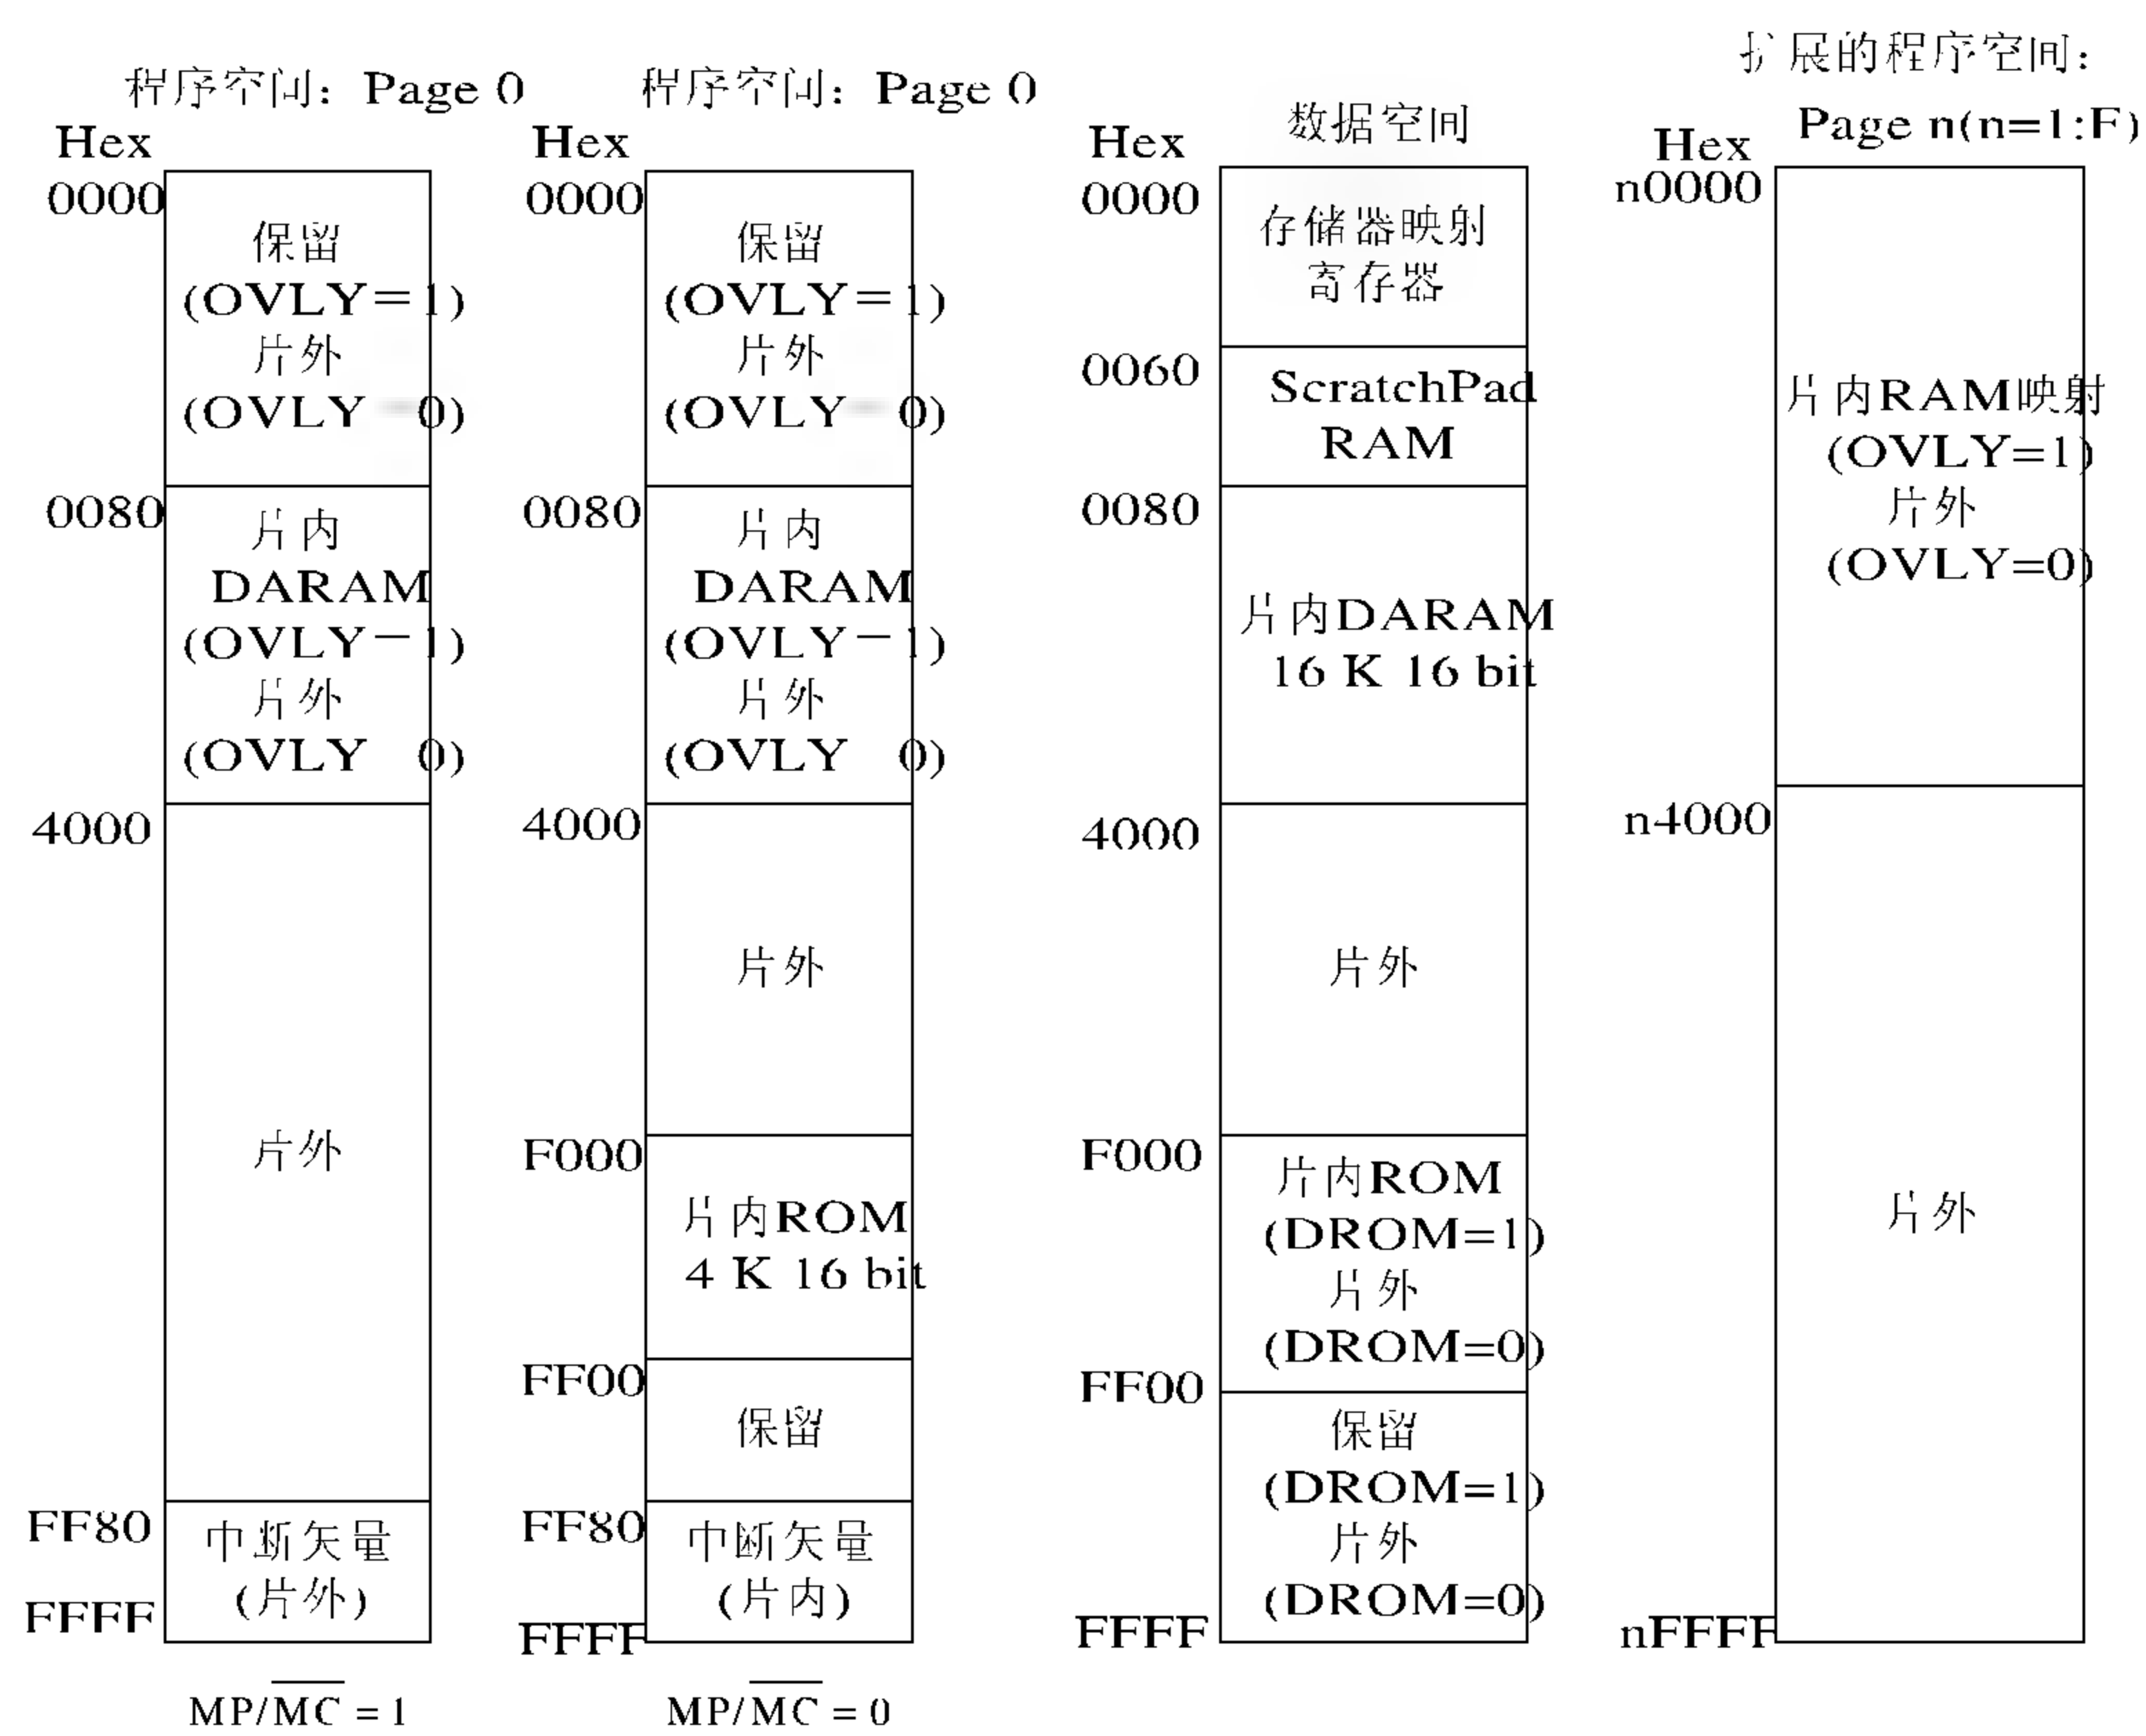 程序空间：Page 0
Hex
0000
保留
(OVLY=1)
片外
(OVLY 0)
0080
片内
DARAM
(OVLY－1)
片外
(OVLY 0)
4000
片外
FF80
中断矢量
(片外)
FFFF
MP/M̅C̅ = 1
程序空间：Page 0
Hex
0000
保留
(OVLY=1)
片外
(OVLY 0)
0080
片内
DARAM
(OVLY－1)
片外
(OVLY 0)
4000
片外
F000
片内ROM
4 K 16 bit
FF00
保留
FF80
中断矢量
(片内)
FFFF
MP/M̅C̅ = 0
数据空间
Hex
0000
存储器映射
寄存器
0060
ScratchPad
RAM
0080
片内DARAM
16 K 16 bit
4000
片外
F000
片内ROM
(DROM=1)
片外
(DROM=0)
FF00
保留
(DROM=1)
片外
(DROM=0)
FFFF
扩展的程序空间：
Page n(n=1:F)
Hex
n0000
片内RAM映射
(OVLY=1)
片外
(OVLY=0)
n4000
片外
nFFFF